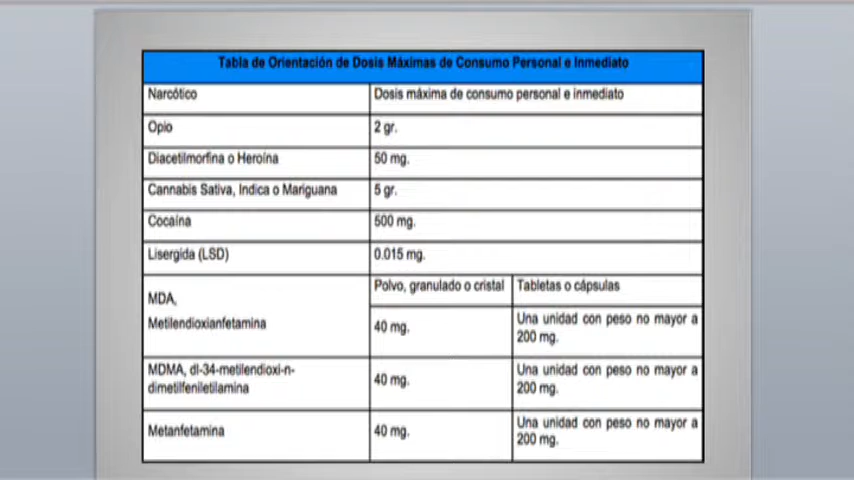 Tabla de Orientación de Dosis Máximas de Consumo Personal e Inmediato
Narcótico
Dosis máxima de consumo personal e inmediato
Opio
2 gr.
Diacetilmorfina o Heroína
50 mg.
Cannabis Sativa, Indica o Mariguana
5 gr.
Cocaína
500 mg.
Lisergida (LSD)
0.015 mg.
MDA,
Metilendioxianfetamina
Polvo, granulado o cristal
Tabletas o cápsulas
40 mg.
Una unidad con peso no mayor a
200 mg.
MDMA, dl-34-metilendioxi-n-
dimetilfeniletilamina
40 mg.
Una unidad con peso no mayor a
200 mg.
Metanfetamina
40 mg.
Una unidad con peso no mayor a
200 mg.